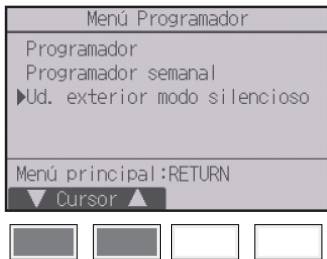 Menú Programador
Programador
Programador semanal
▶Ud. exterior modo silencioso
Menú principal:RETURN
▼ Cursor ▲